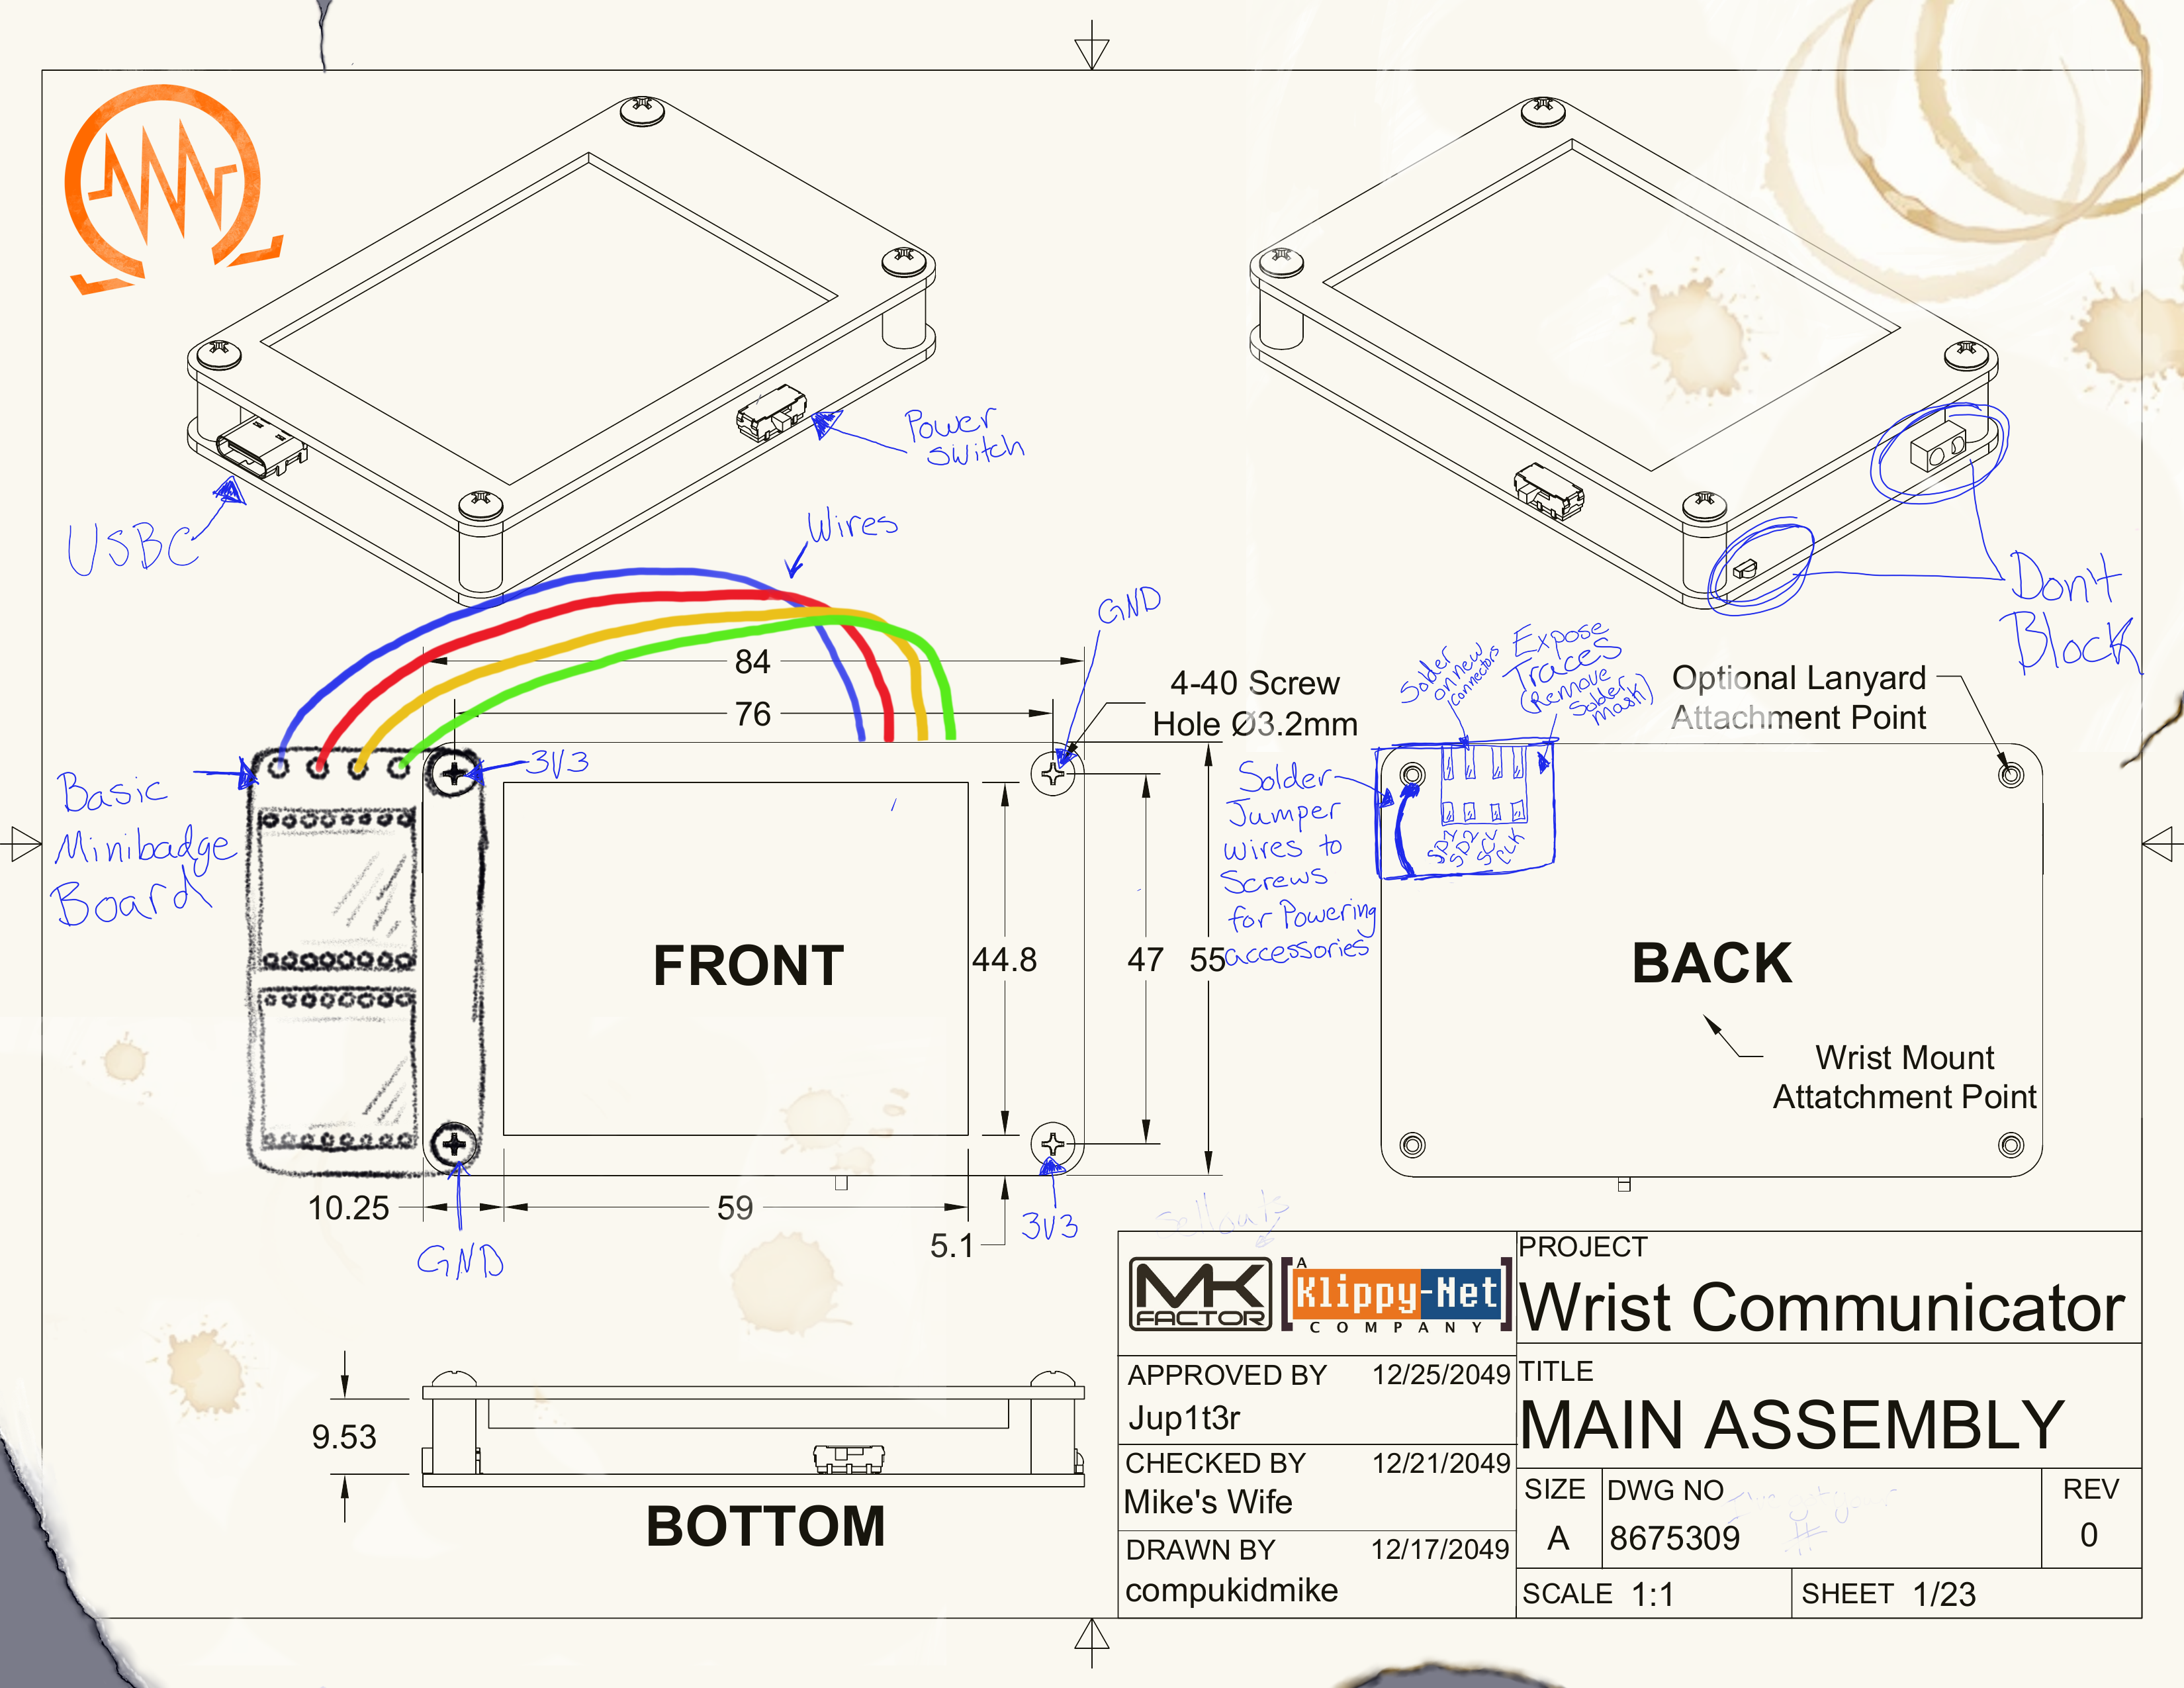 Power
Switch
USBC
Wires
GND
Don't
Block
84
76
4-40 Screw
Hole Ø3.2mm
Solder
on new
connectors
Expose
Traces
(Remove
Solder
mask)
Optional Lanyard
Attachment Point
3V3
Basic
Minibadge
Board
Solder
Jumper
wires to
Screws
for Powering
accessories
CLK
FRONT
44.8
47
55
BACK
Wrist Mount
Attatchment Point
10.25
59
5.1
GND
3V3
sellouts
9.53
BOTTOM
MK
FACTOR
A
Klippy-Net
COMPANY
PROJECT
Wrist Communicator
APPROVED BY 12/25/2049
Jup1t3r
TITLE
MAIN ASSEMBLY
CHECKED BY 12/21/2049
Mike's Wife
SIZE
A
DWG NO
8675309
REV
0
DRAWN BY 12/17/2049
compukidmike
SCALE 1:1
SHEET 1/23